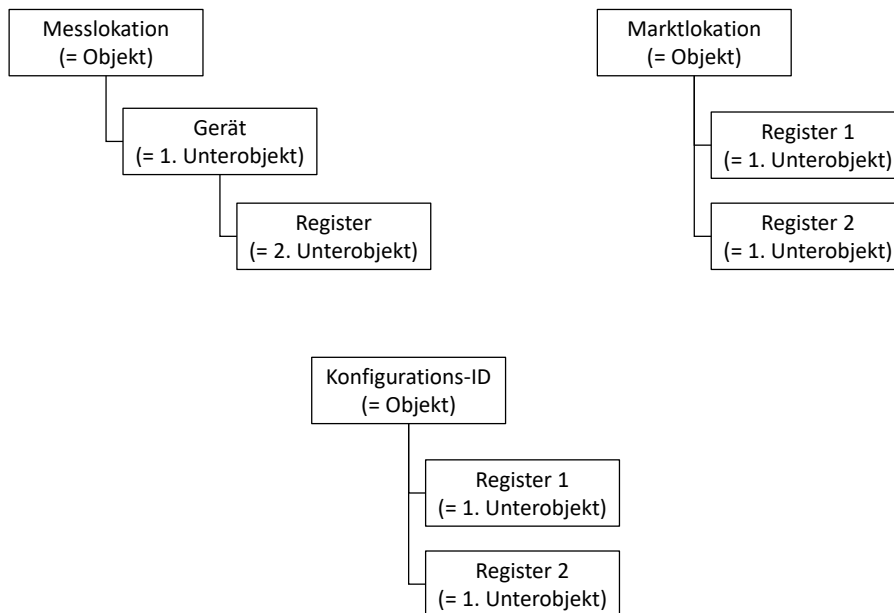 Messlokation
(= Objekt)
Gerät
(= 1. Unterobjekt)
Register
(= 2. Unterobjekt)
Marktlokation
(= Objekt)
Register 1
(= 1. Unterobjekt)
Register 2
(= 1. Unterobjekt)
Konfigurations-ID
(= Objekt)
Register 1
(= 1. Unterobjekt)
Register 2
(= 1. Unterobjekt)